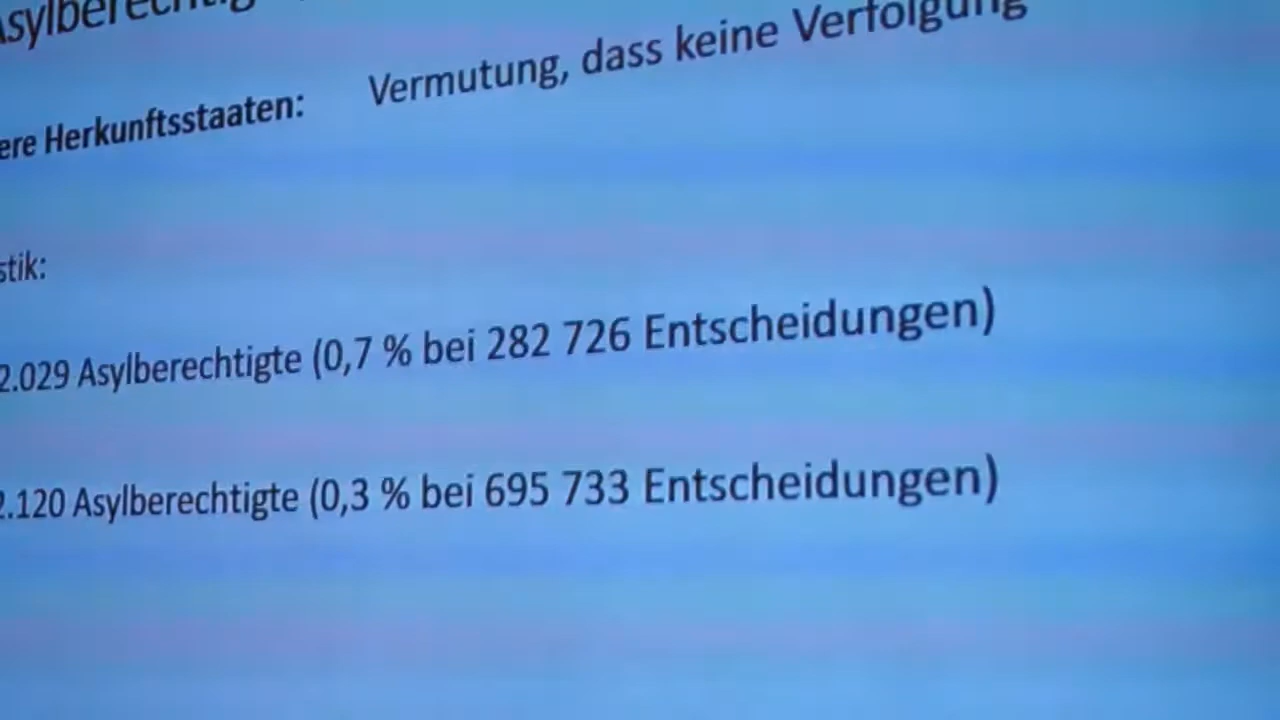 Asylberechtig
ere Herkunftsstaaten: Vermutung, dass keine Verfolgung
stik:
2.029 Asylberechtigte (0,7 % bei 282 726 Entscheidungen)
2.120 Asylberechtigte (0,3 % bei 695 733 Entscheidungen)